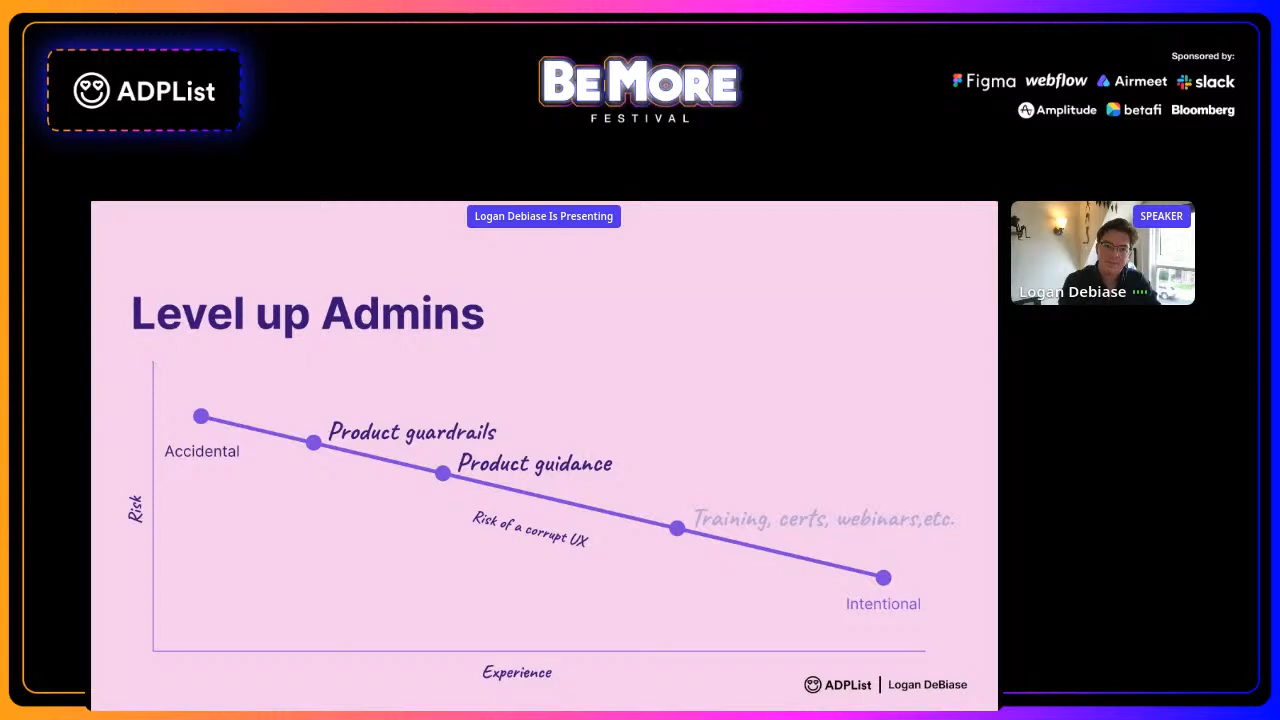 ADPList
BE MORE
FESTIVAL
Sponsored by:
Figma webflow Airmeet slack
Amplitude betafi Bloomberg
Logan Debiase Is Presenting
SPEAKER
Logan Debiase
Level up Admins
Product guardrails
Accidental
Product guidance
Risk
Risk of a corrupt UX
Training, certs, webinars,etc.
Intentional
Experience
ADPList | Logan DeBiase